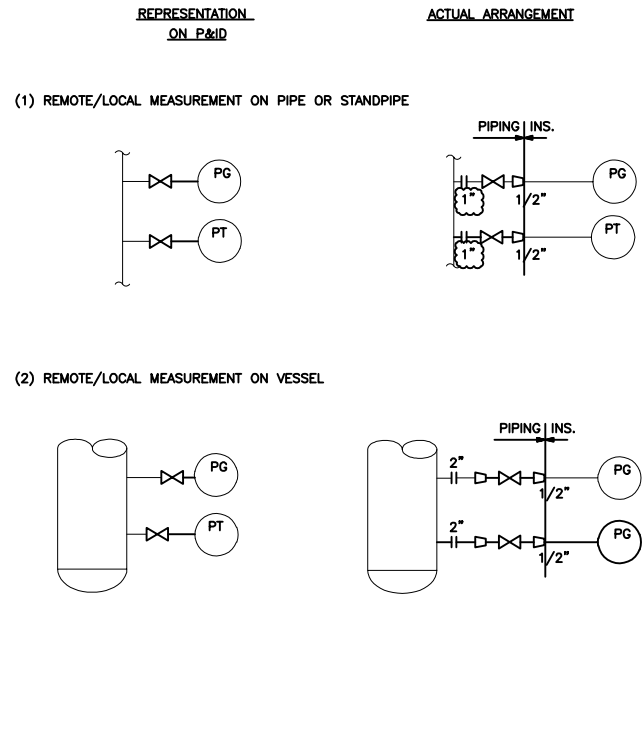 REPRESENTATION
ON P&ID
ACTUAL ARRANGEMENT
(1) REMOTE/LOCAL MEASUREMENT ON PIPE OR STANDPIPE
PIPING INS.
PG
1"
1/2"
PG
PT
1"
1/2"
PT
(2) REMOTE/LOCAL MEASUREMENT ON VESSEL
PIPING INS.
PG
2"
1/2"
PG
PT
2"
1/2"
PG